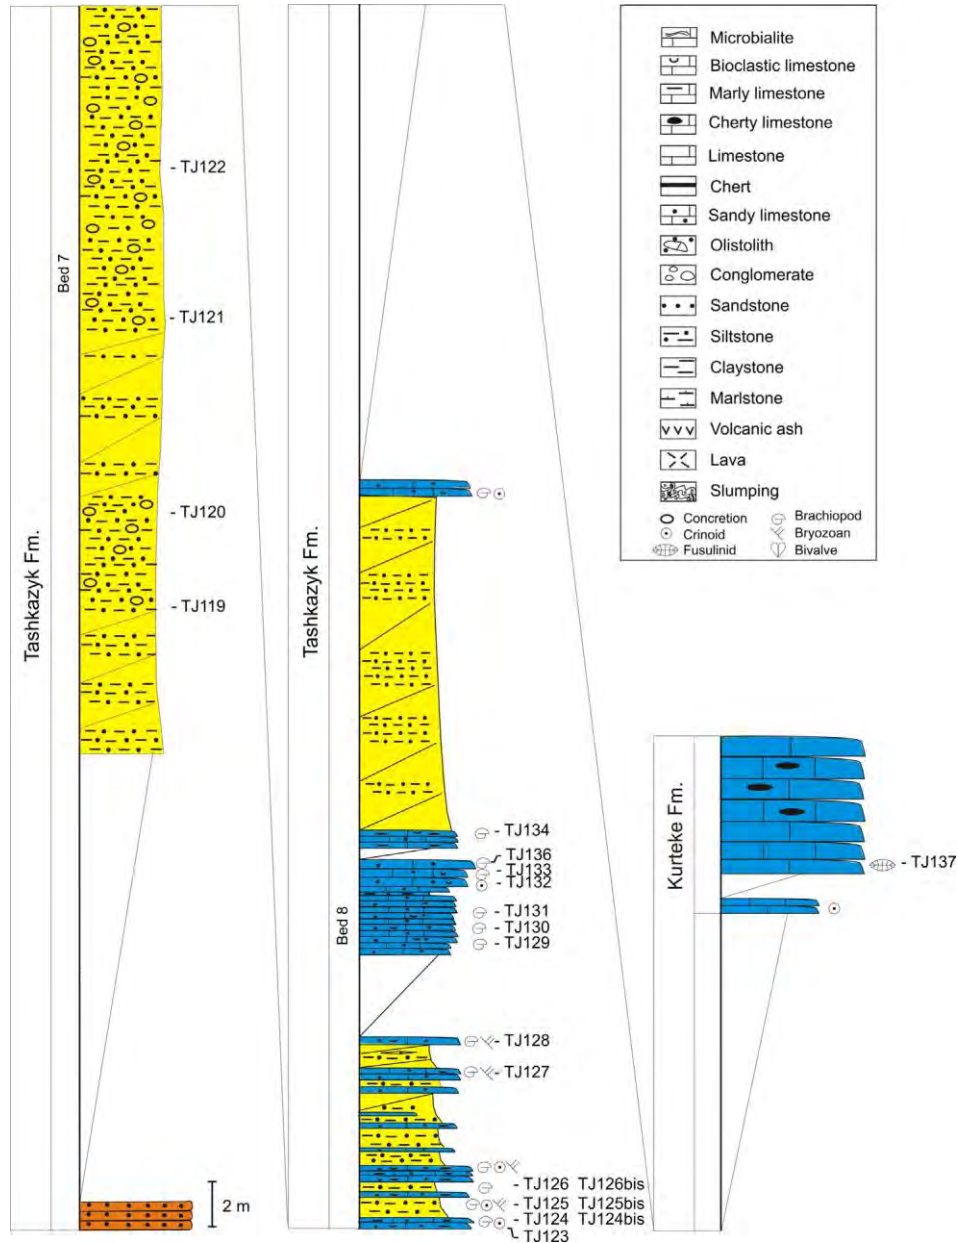 Tashkazyk Fm.
Bed 7
- TJ122
- TJ121
- TJ120
- TJ119
2 m
Tashkazyk Fm.
Bed 8
- TJ134
TJ136
- TJ133
- TJ132
- TJ131
- TJ130
- TJ129
- TJ128
- TJ127
- TJ126 TJ126bis
- TJ125 TJ125bis
- TJ124 TJ124bis
TJ123
Kurteke Fm.
- TJ137
Microbialite
Bioclastic limestone
Marly limestone
Cherty limestone
Limestone
Chert
Sandy limestone
Olistolith
Conglomerate
Sandstone
Siltstone
Claystone
Marlstone
Volcanic ash
Lava
Slumping
Concretion Brachiopod
Crinoid Bryozoan
Fusulinid Bivalve